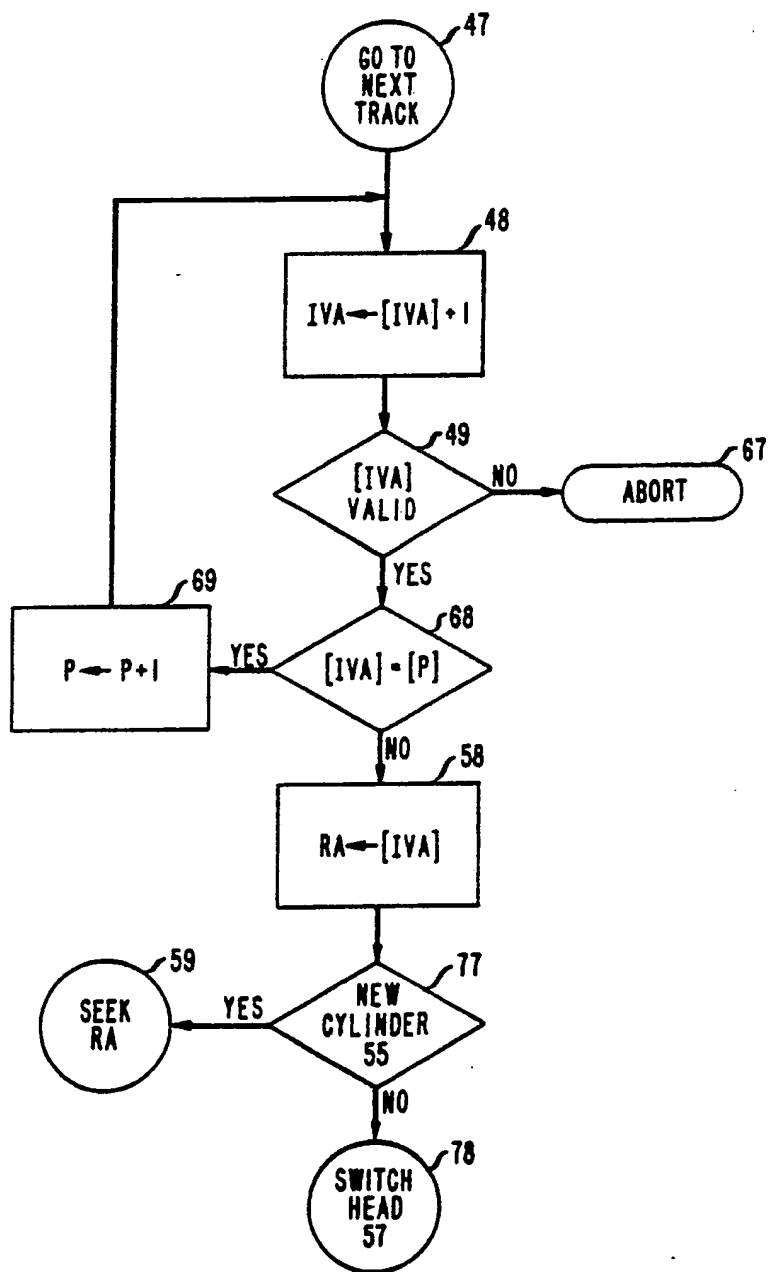 47
GO TO
NEXT
TRACK
48
IVA←[IVA]+1
49
[IVA]
VALID
NO
67
ABORT
YES
69
P←P+1
YES
68
[IVA]=[P]
NO
58
RA←[IVA]
59
SEEK
RA
YES
77
NEW
CYLINDER
55
NO
78
SWITCH
HEAD
57